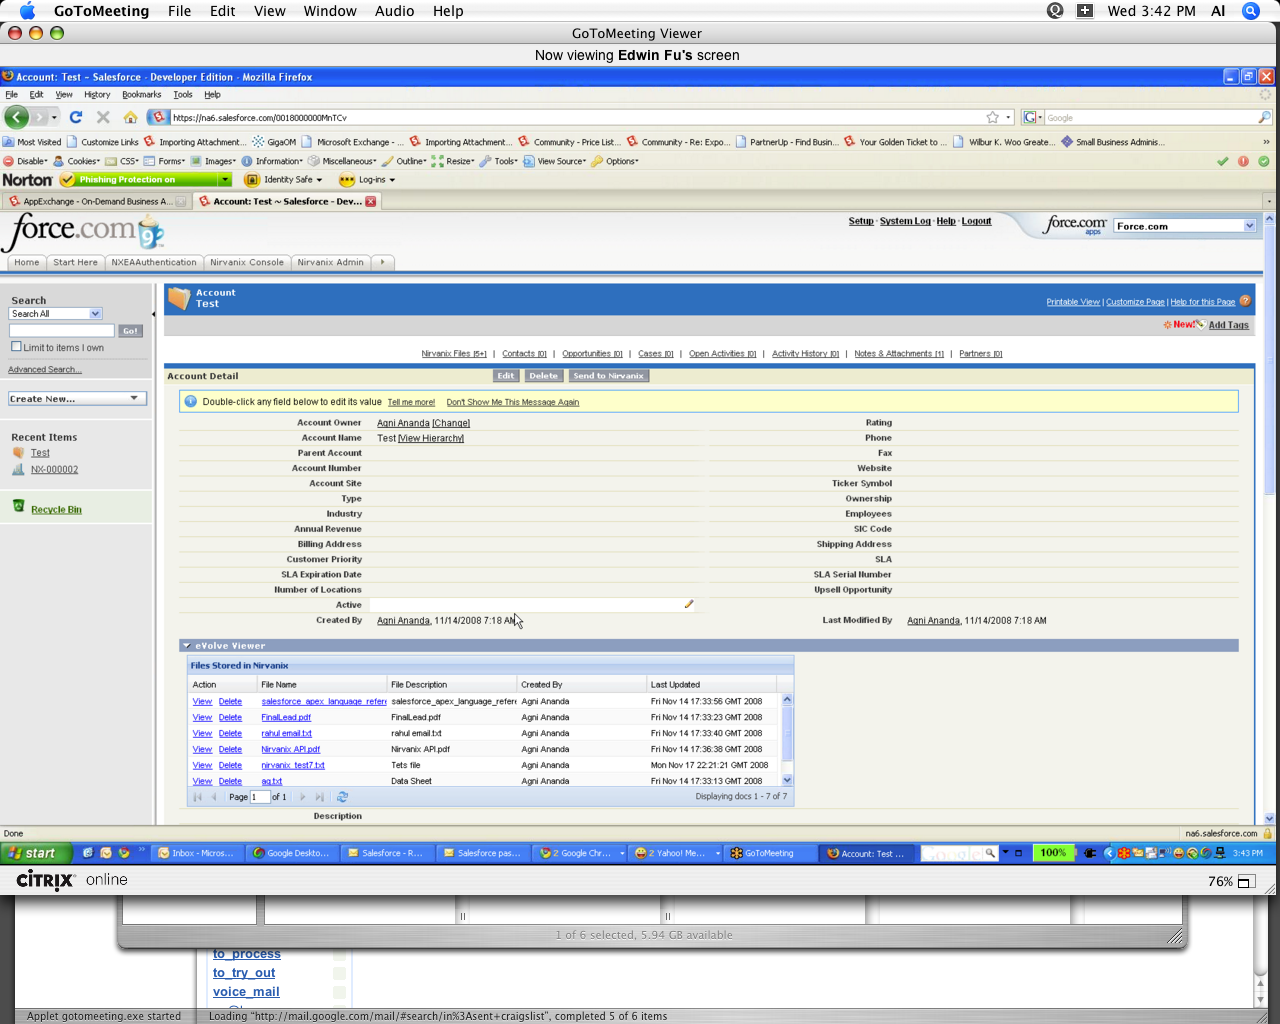 GoToMeeting File Edit View Window Audio Help Wed 3:42 PM Al
GoToMeeting Viewer
Now viewing Edwin Fu's screen
Account: Test ~ Salesforce - Developer Edition - Mozilla Firefox
File Edit View History Bookmarks Tools Help
https://na6.salesforce.com/0018000000MnTCv Google
Most Visited Customize Links Importing Attachment... GigaOM Microsoft Exchange - ... Importing Attachment... Community - Price List... Community - Re: Expo... PartnerUp - Find Busin... Your Golden Ticket to ... Wilbur K. Woo Greate... Small Business Adminis... »
Disable Cookies CSS Forms Images Information Miscellaneous Outline Resize Tools View Source Options
Norton Phishing Protection on Identity Safe Log-ins
AppExchange - On-Demand Business A... Account: Test ~ Salesforce - Dev...
force.com 9 Setup · System Log · Help · Logout force.com apps Force.com
Home Start Here NXEAAuthentication Nirvanix Console Nirvanix Admin
Search
Search All
Go!
Limit to items I own
Advanced Search...
Create New...
Recent Items
Test
NX-000002
Recycle Bin
Account
Test
Printable View | Customize Page | Help for this Page ?
New! Add Tags
Nirvanix Files [5+] | Contacts [0] | Opportunities [0] | Cases [0] | Open Activities [0] | Activity History [0] | Notes & Attachments [1] | Partners [0]
Account Detail Edit Delete Send to Nirvanix
Double-click any field below to edit its value Tell me more! Don't Show Me This Message Again
Account Owner Agni Ananda [Change] Rating
Account Name Test [View Hierarchy] Phone
Parent Account Fax
Account Number Website
Account Site Ticker Symbol
Type Ownership
Industry Employees
Annual Revenue SIC Code
Billing Address Shipping Address
Customer Priority SLA
SLA Expiration Date SLA Serial Number
Number of Locations Upsell Opportunity
Active
Created By Agni Ananda, 11/14/2008 7:18 AM Last Modified By Agni Ananda, 11/14/2008 7:18 AM
eVolve Viewer
Files Stored in Nirvanix
Action File Name File Description Created By Last Updated
View Delete salesforce_apex_language_refere salesforce_apex_language_refere Agni Ananda Fri Nov 14 17:33:56 GMT 2008
View Delete FinalLead.pdf FinalLead.pdf Agni Ananda Fri Nov 14 17:33:23 GMT 2008
View Delete rahul email.txt rahul email.txt Agni Ananda Fri Nov 14 17:33:40 GMT 2008
View Delete Nirvanix API.pdf Nirvanix API.pdf Agni Ananda Fri Nov 14 17:36:38 GMT 2008
View Delete nirvanix_test7.txt Tets file Agni Ananda Mon Nov 17 22:21:21 GMT 2008
View Delete aq.txt Data Sheet Agni Ananda Fri Nov 14 17:33:13 GMT 2008
Page 1 of 1 Displaying docs 1 - 7 of 7
Description
Done na6.salesforce.com
start » Inbox - Micros... Google Deskto... Salesforce - R... Salesforce pas... 2 Google Chr... 2 Yahoo! Me... GoToMeeting Account: Test ... 100% 3:43 PM
CITRIX online 76%
1 of 6 selected, 5.94 GB available
to_process
to_try_out
voice_mail
Applet gotomeeting.exe started Loading "http://mail.google.com/mail/#search/in%3Asent+craigslist", completed 5 of 6 items